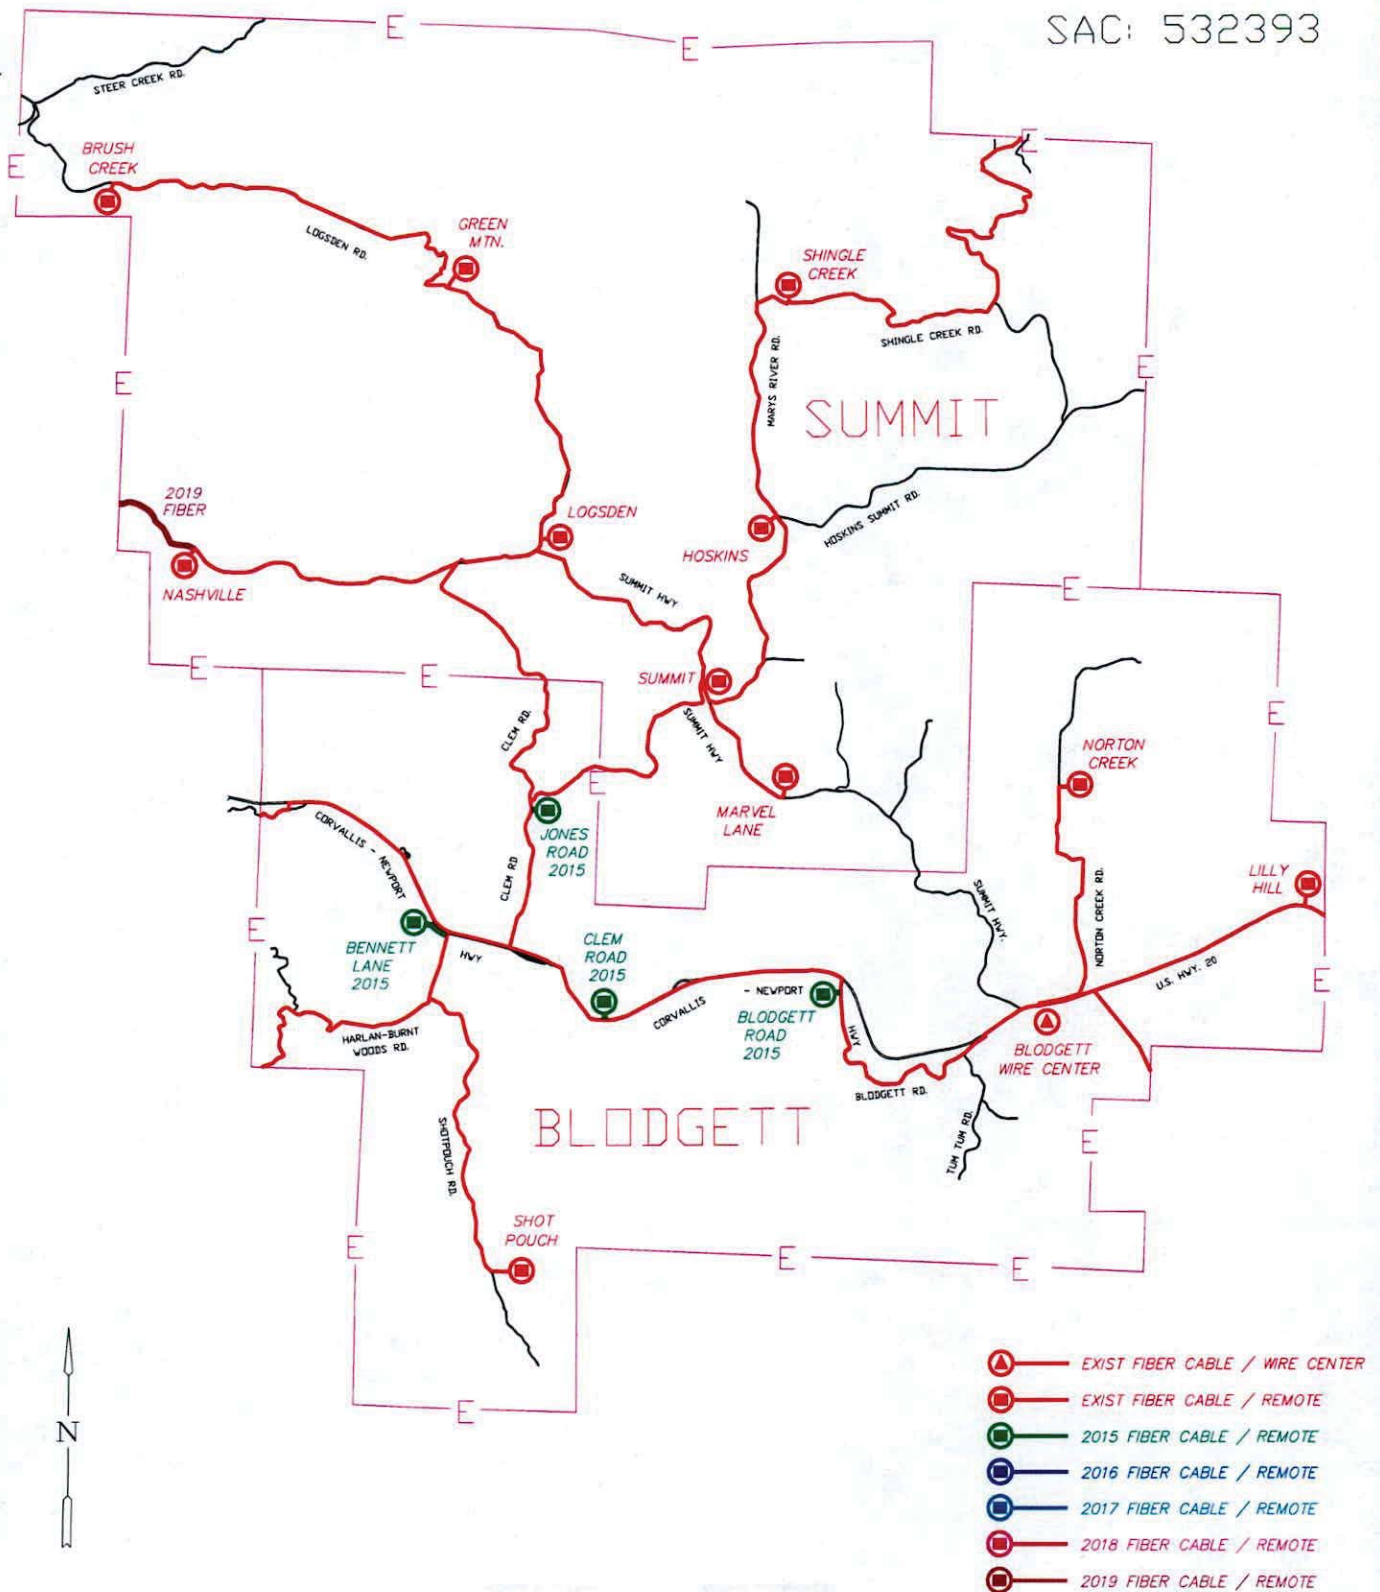 SAC: 532393
E
E
STEER CREEK RD.
E
BRUSH
CREEK
E
LOGSDEN RD.
GREEN
MTN.
SHINGLE
CREEK
SHINGLE CREEK RD.
MARYS RIVER RD.
E
E
SUMMIT
2019
FIBER
LOGSDEN
HOSKINS
HOSKINS SUMMIT RD.
NASHVILLE
SUMMIT HWY
E
E
E
SUMMIT
SUMMIT HWY
CLEM RD.
E
E
NORTON
CREEK
MARVEL
LANE
CORVALLIS - NEWPORT
HWY
JONES
ROAD
2015
CLEM RD
LILLY
HILL
SUMMIT HWY.
NORTON CREEK RD.
E
BENNETT
LANE
2015
CLEM
ROAD
2015
U.S. HWY. 20
E
CORVALLIS
- NEWPORT
HWY
BLODGETT
ROAD
2015
HARLAN-BURNT
WOODS RD.
BLODGETT
WIRE CENTER
BLODGETT RD.
BLODGETT
TUM TUM RD.
E
SHOTPOUCH RD.
SHOT
POUCH
E
E
E
E
N
EXIST FIBER CABLE / WIRE CENTER
EXIST FIBER CABLE / REMOTE
2015 FIBER CABLE / REMOTE
2016 FIBER CABLE / REMOTE
2017 FIBER CABLE / REMOTE
2018 FIBER CABLE / REMOTE
2019 FIBER CABLE / REMOTE